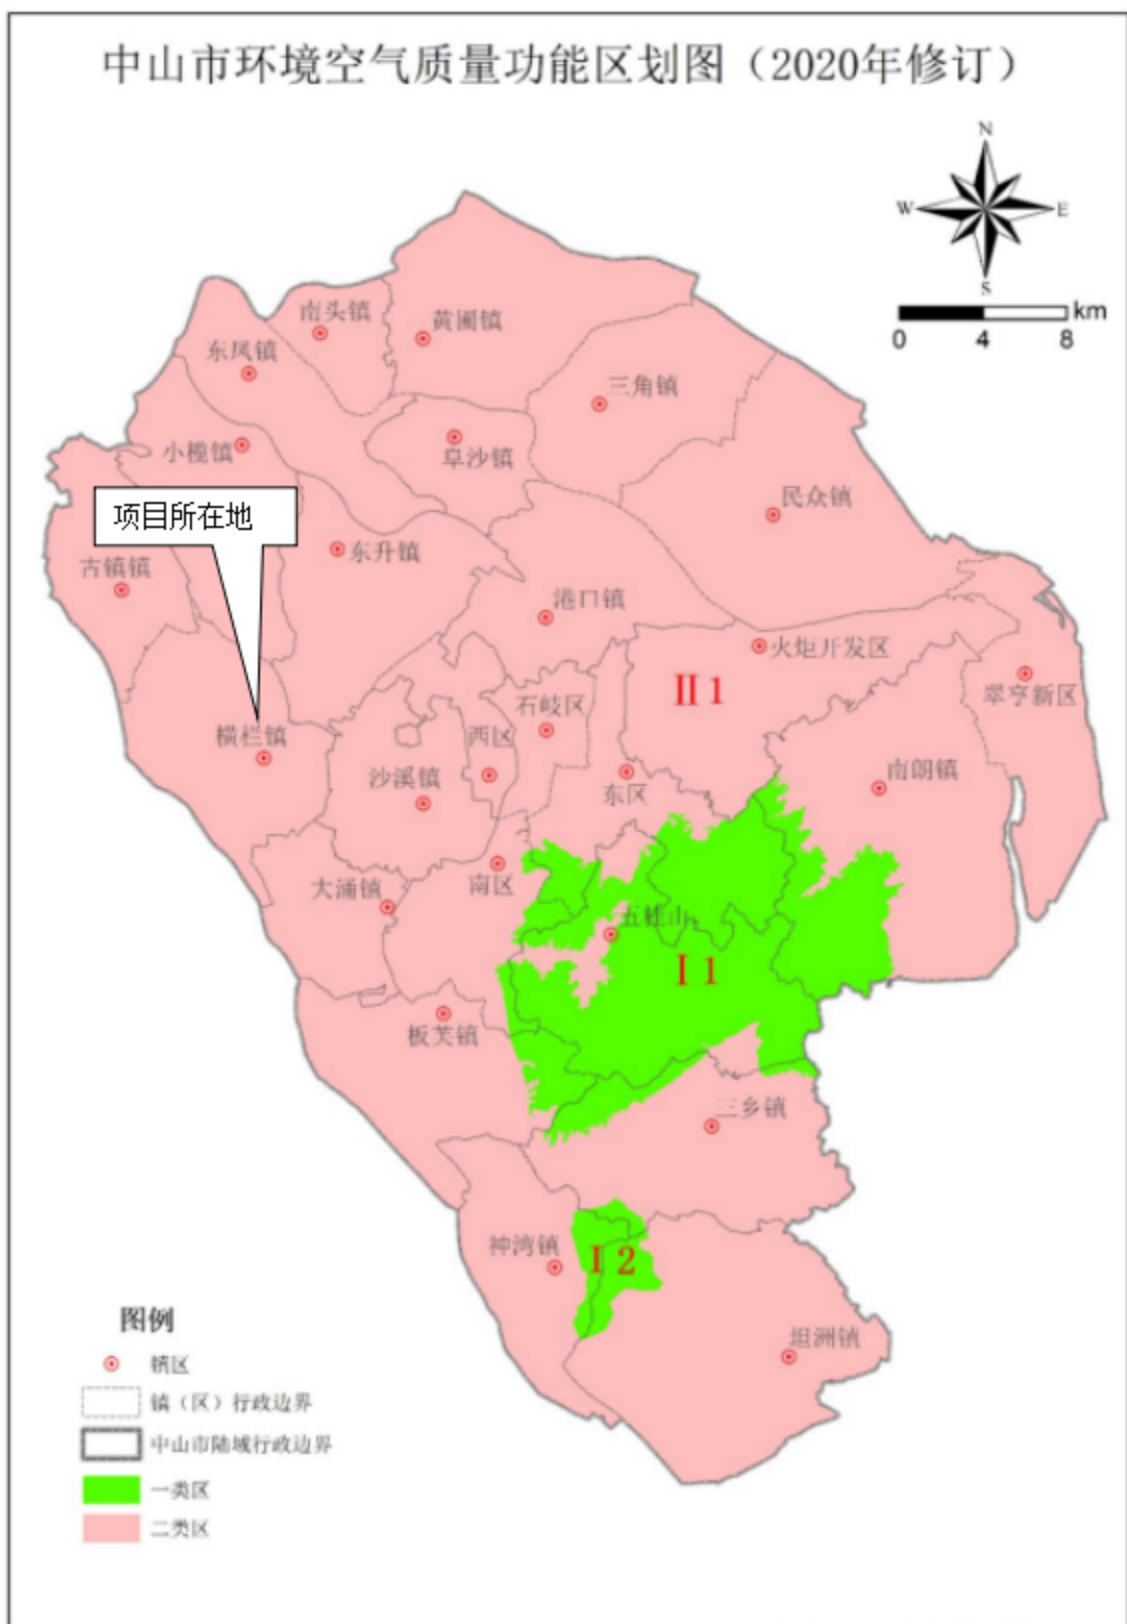 中山市环境空气质量功能区划图（2020年修订）
N
W
E
S
km
0 4 8
南头镇
黄圃镇
东凤镇
三角镇
小榄镇
阜沙镇
民众镇
项目所在地
东升镇
古镇镇
港口镇
火炬开发区
II 1
翠亨新区
石岐区
横栏镇
西区
沙溪镇
南朗镇
东区
大涌镇
南区
五桂山
I 1
板芙镇
三乡镇
神湾镇
I 2
坦洲镇
图例
镇区
镇（区）行政边界
中山市陆域行政边界
一类区
二类区